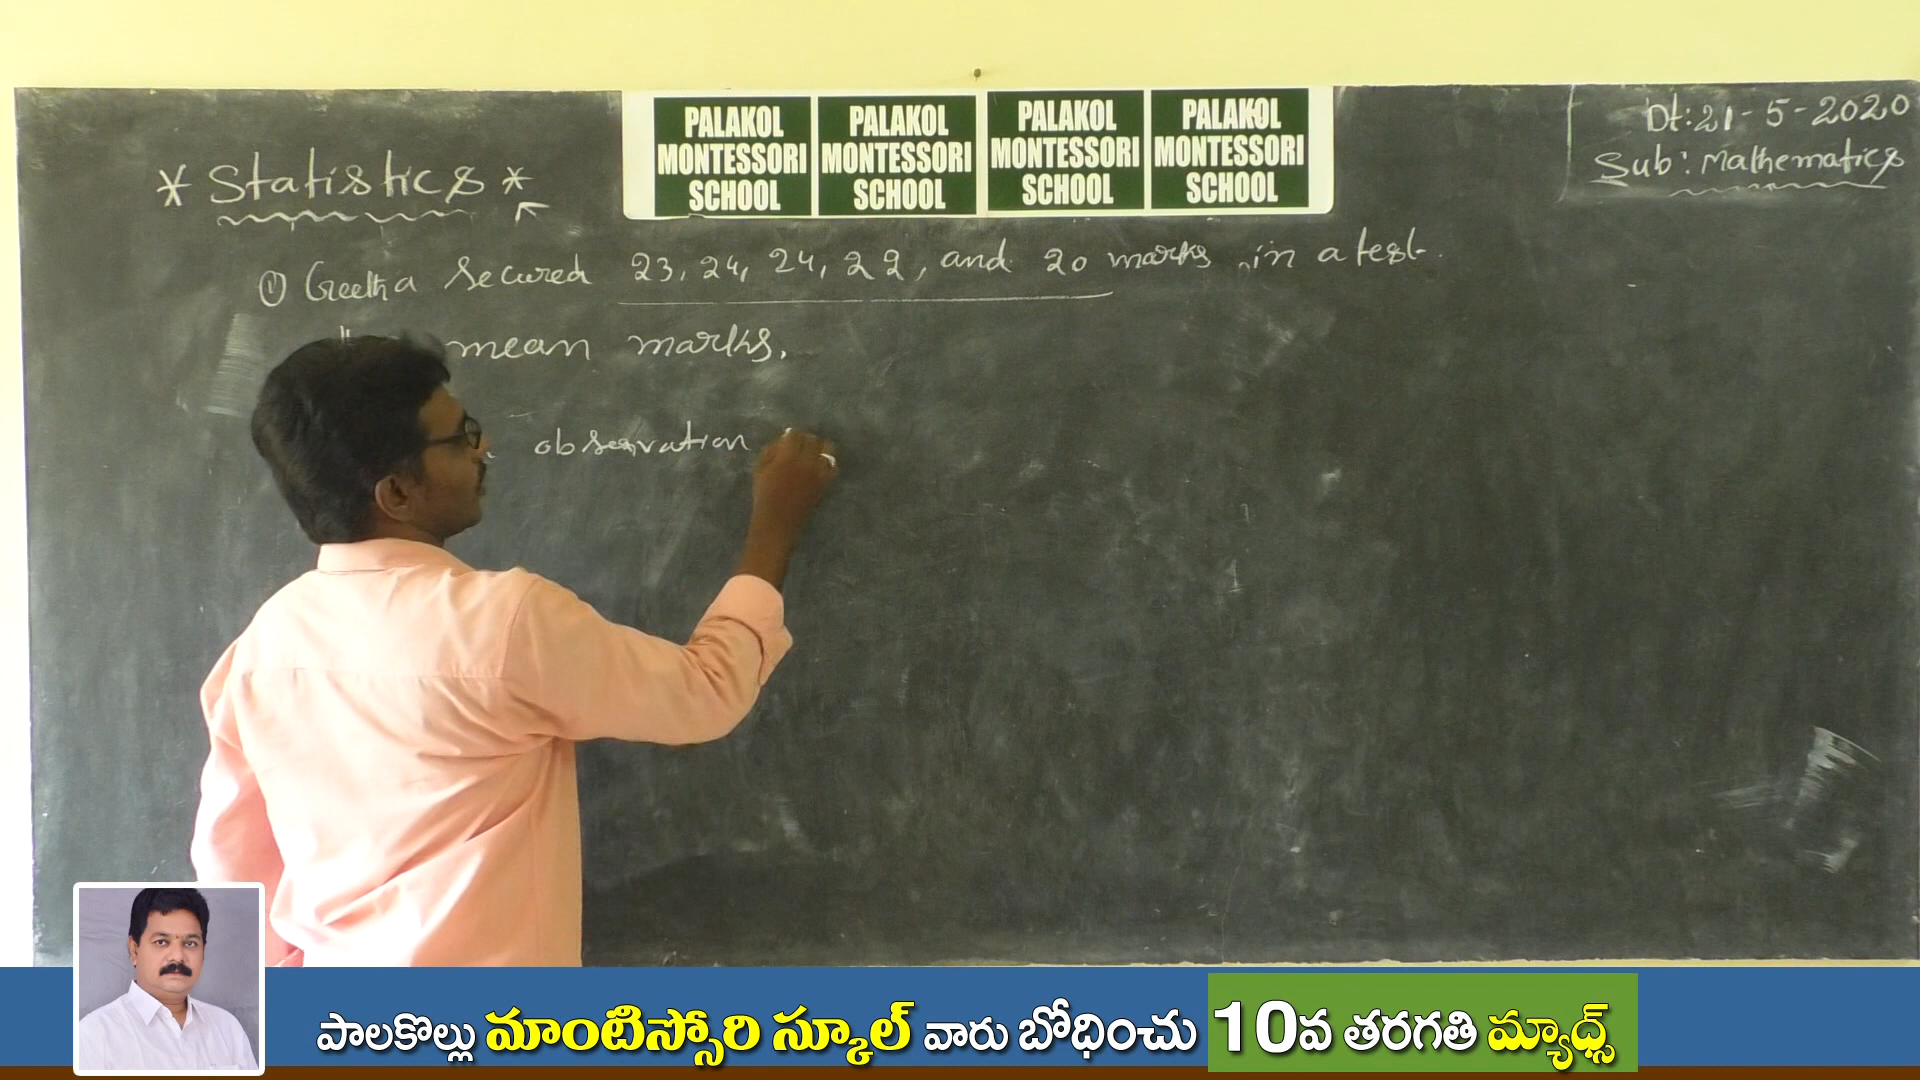 PALAKOL MONTESSORI SCHOOL
PALAKOL MONTESSORI SCHOOL
PALAKOL MONTESSORI SCHOOL
PALAKOL MONTESSORI SCHOOL
Dt: 21-5-2020
Sub: Mathematics
* Statistics *
① Geetha secured 23, 24, 24, 22, and 20 marks in a test.
mean marks.
observation
పాలకొల్లు మాంటిస్సోరి స్కూల్ వారు బోధించు 10వ తరగతి మ్యాథ్స్